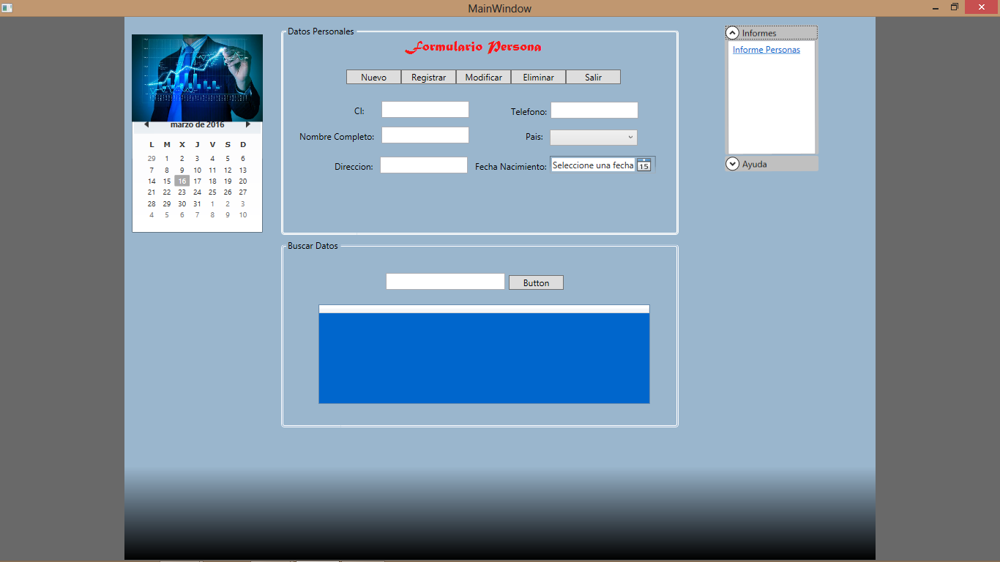 MainWindow
Datos Personales
Formulario Persona
Nuevo Registrar Modificar Eliminar Salir
CI:
Telefono:
Nombre Completo:
Pais:
Direccion:
Fecha Nacimiento: Seleccione una fecha 15
marzo de 2016
L M X J V S D
29 1 2 3 4 5 6
7 8 9 10 11 12 13
14 15 16 17 18 19 20
21 22 23 24 25 26 27
28 29 30 31 1 2 3
4 5 6 7 8 9 10
Informes
Informe Personas
Ayuda
Buscar Datos
Button